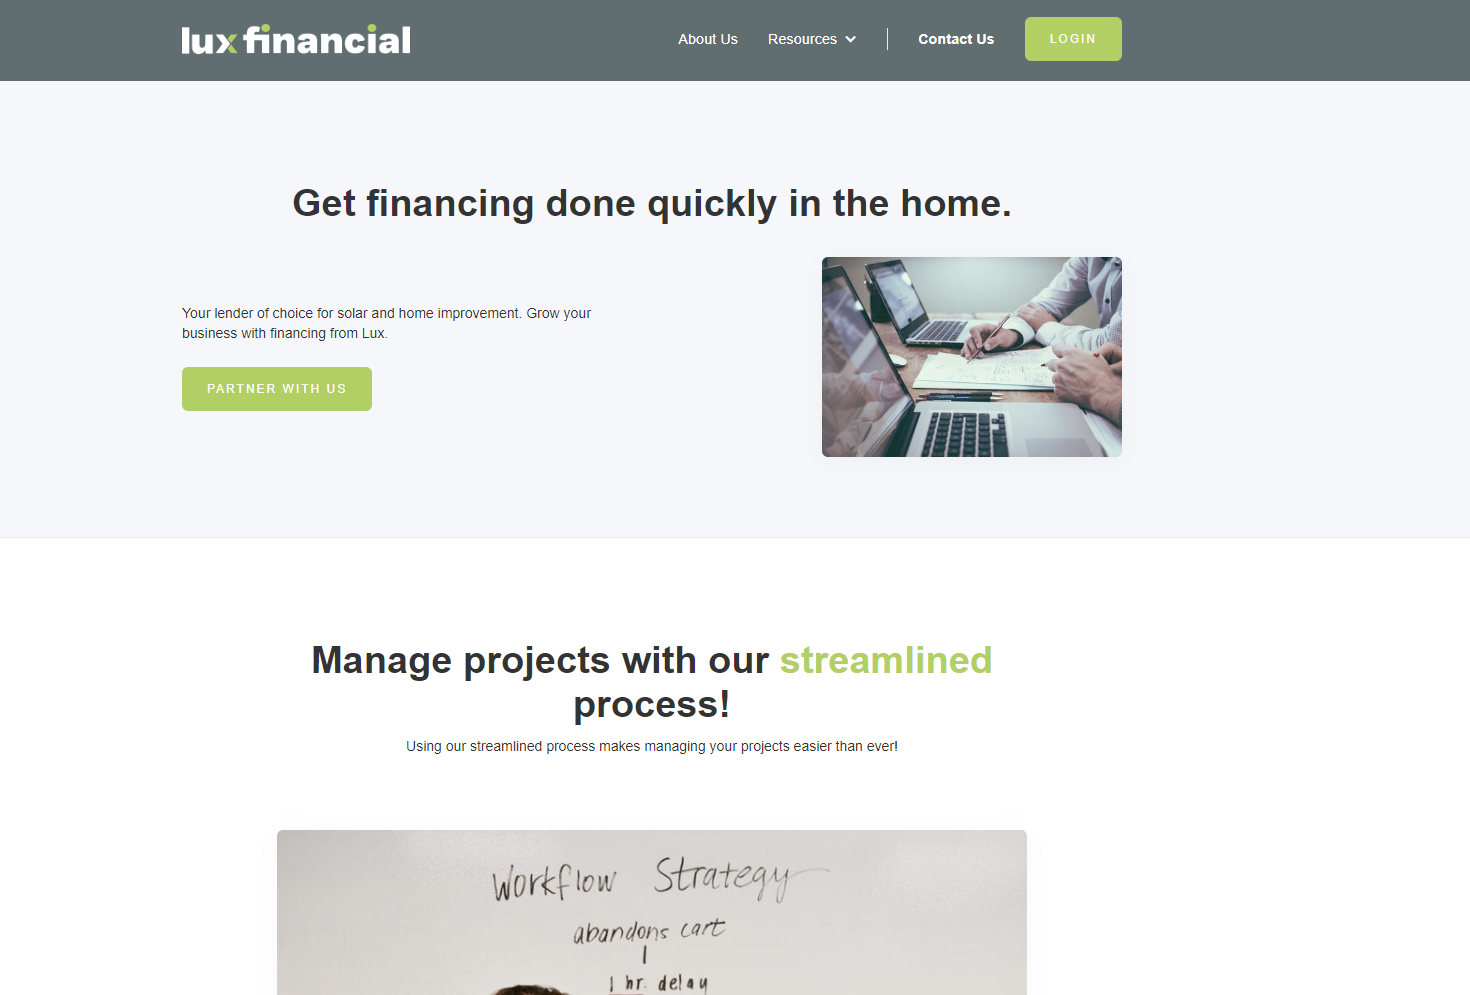 lux financial
About Us
Resources
Contact Us
LOGIN
Get financing done quickly in the home.
Your lender of choice for solar and home improvement. Grow your
business with financing from Lux.
PARTNER WITH US
Manage projects with our streamlined
process!
Using our streamlined process makes managing your projects easier than ever!
Workflow Strategy
abandons cart
1 hr. delay